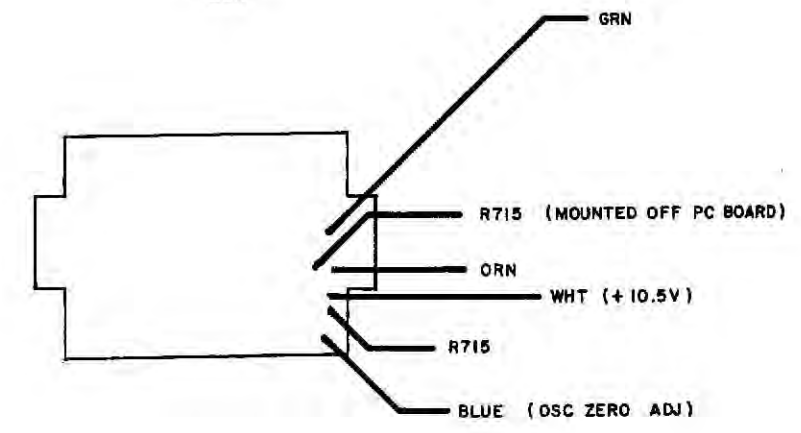 GRN
R715 (MOUNTED OFF PC BOARD)
ORN
WHT (+10.5V)
R715
BLUE (OSC ZERO ADJ)